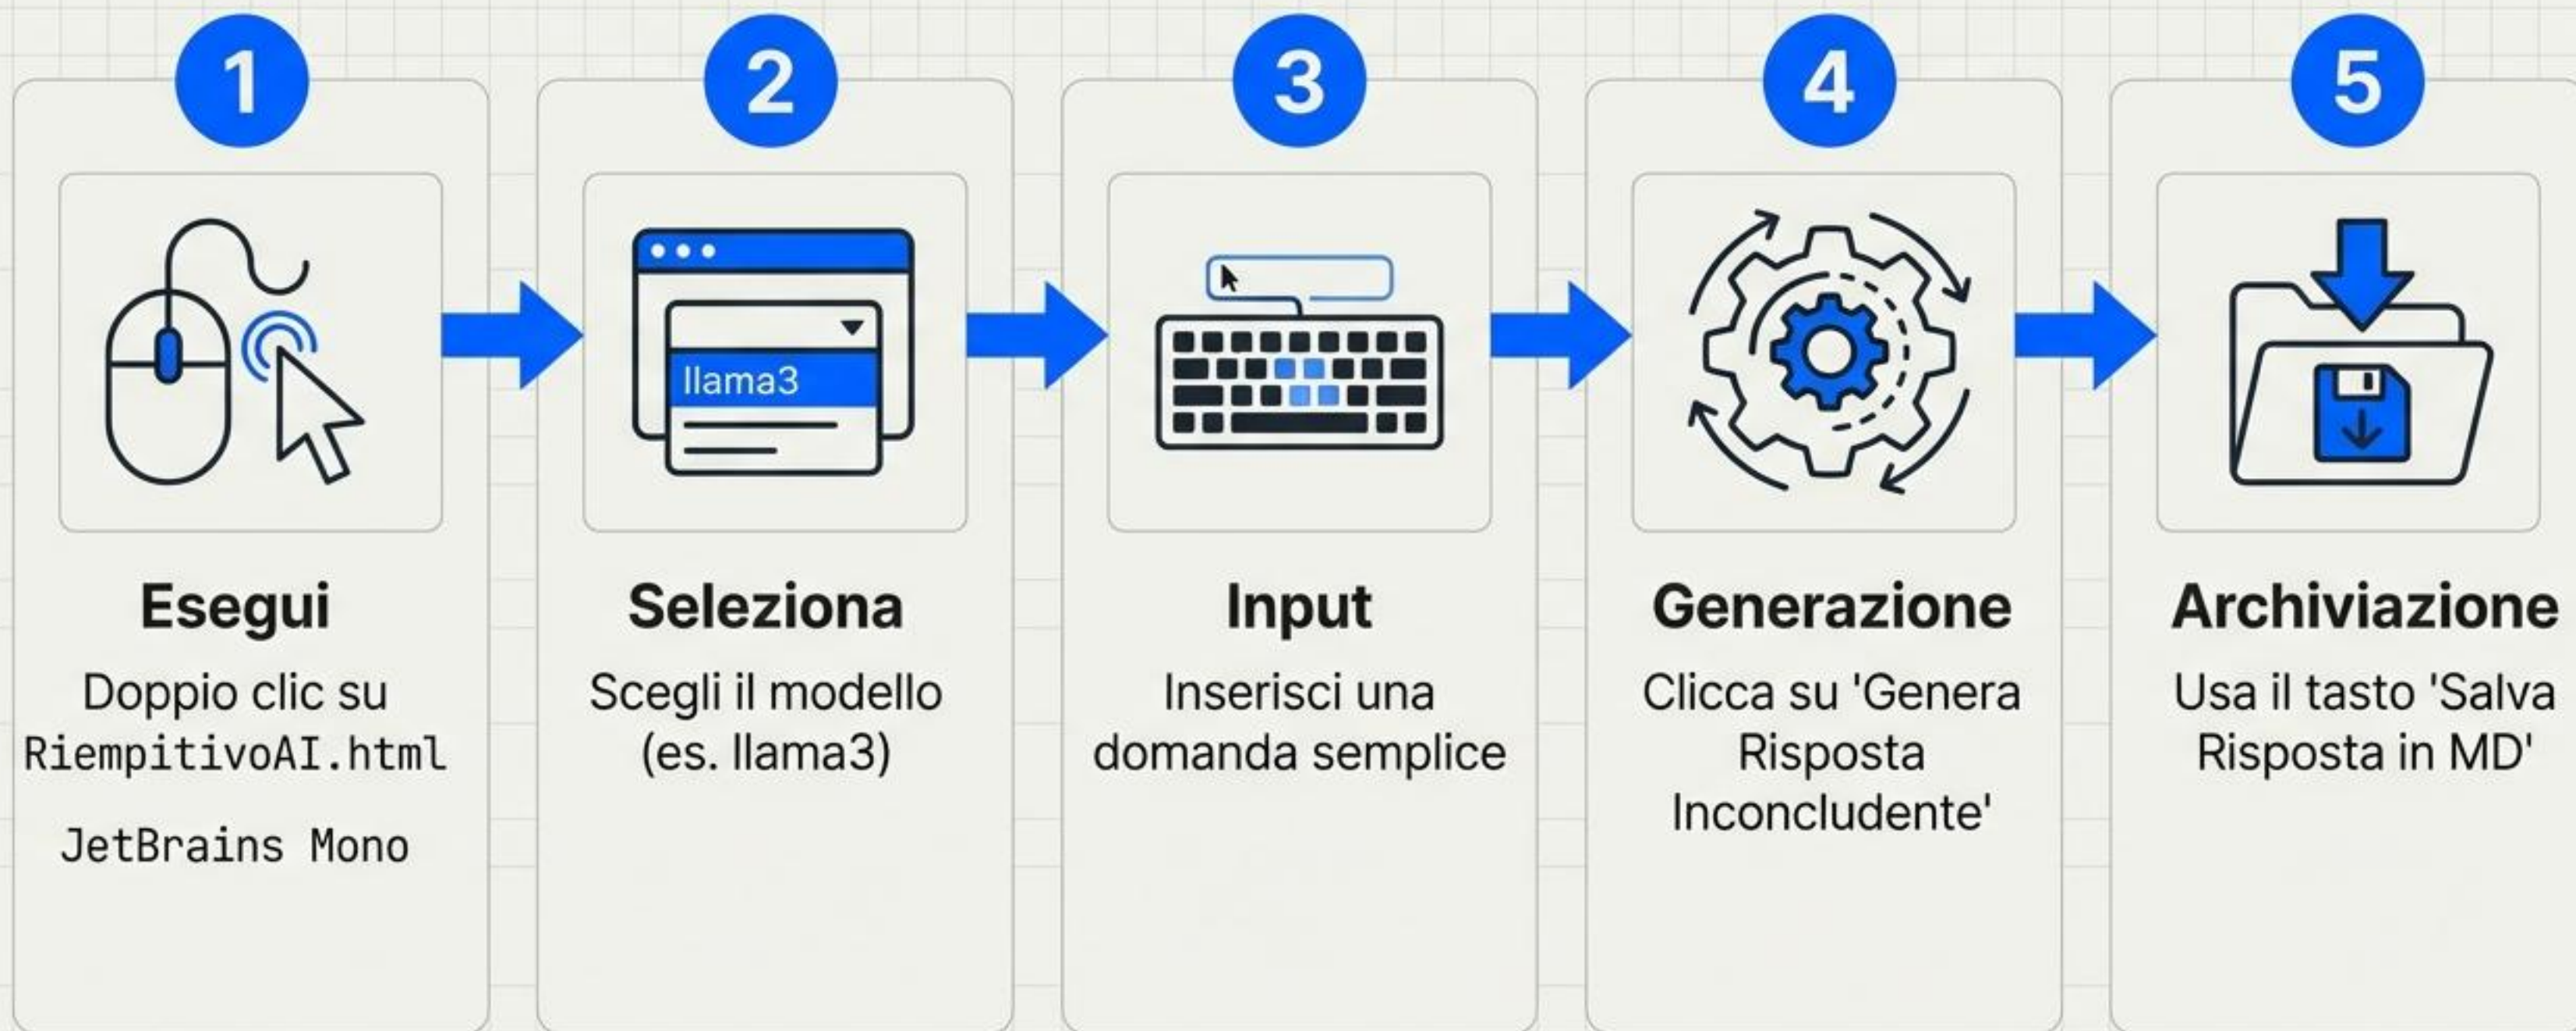 1
2
3
4
5
llama3
Esegui
Doppio clic su
RiempitivoAI.html
JetBrains Mono
Seleziona
Scegli il modello
(es. llama3)
Input
Inserisci una
domanda semplice
Generazione
Clicca su 'Genera
Risposta
Inconcludente'
Archiviazione
Usa il tasto 'Salva
Risposta in MD'